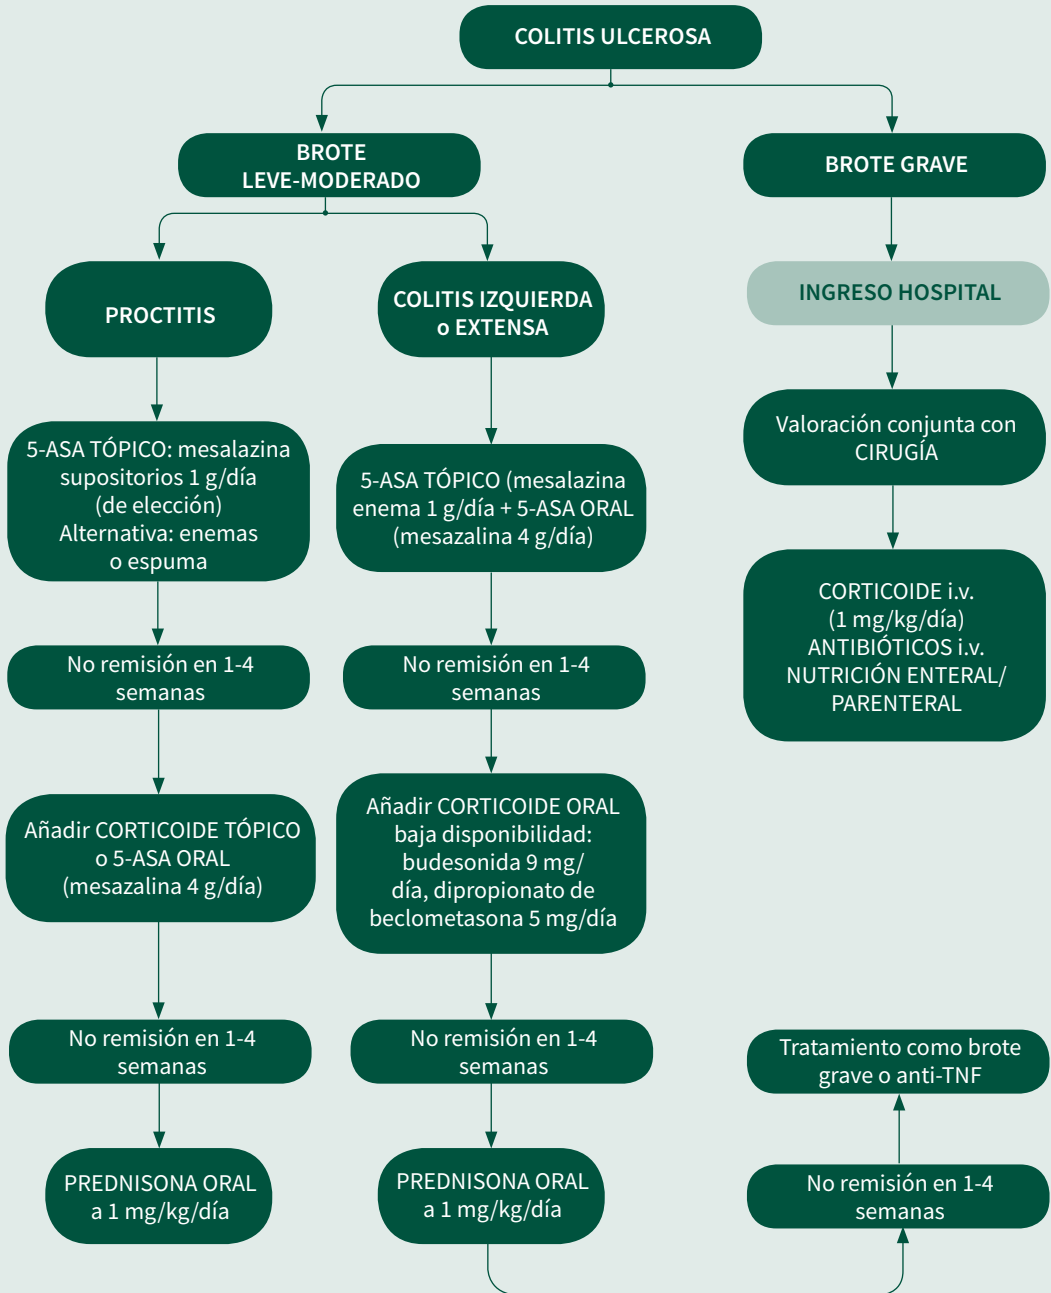 COLITIS ULCEROSA
BROTE
LEVE-MODERADO
BROTE GRAVE
PROCTITIS
COLITIS IZQUIERDA
o EXTENSA
INGRESO HOSPITAL
5-ASA TÓPICO: mesalazina
supositorios 1 g/día
(de elección)
Alternativa: enemas
o espuma
5-ASA TÓPICO (mesalazina
enema 1 g/día + 5-ASA ORAL
(mesazalina 4 g/día)
Valoración conjunta con
CIRUGÍA
CORTICOIDE i.v.
(1 mg/kg/día)
ANTIBIÓTICOS i.v.
NUTRICIÓN ENTERAL/
PARENTERAL
No remisión en 1-4
semanas
No remisión en 1-4
semanas
Añadir CORTICOIDE TÓPICO
o 5-ASA ORAL
(mesazalina 4 g/día)
Añadir CORTICOIDE ORAL
baja disponibilidad:
budesonida 9 mg/
día, dipropionato de
beclometasona 5 mg/día
No remisión en 1-4
semanas
No remisión en 1-4
semanas
Tratamiento como brote
grave o anti-TNF
PREDNISONA ORAL
a 1 mg/kg/día
PREDNISONA ORAL
a 1 mg/kg/día
No remisión en 1-4
semanas